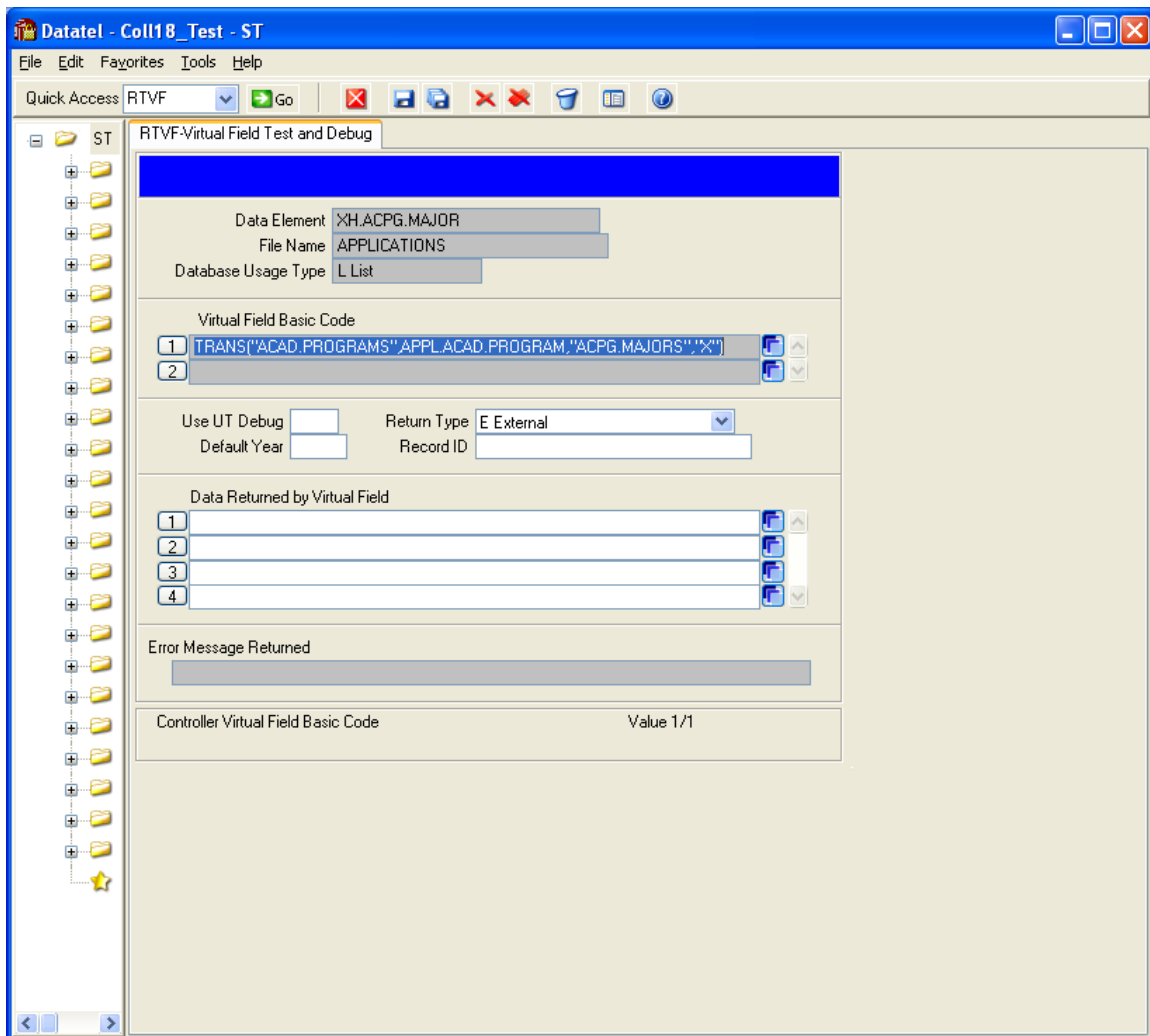 Datatel - Coll18_Test - ST
File Edit Favorites Tools Help
Quick Access RTVF Go
ST
RTVF-Virtual Field Test and Debug
Data Element XH.ACPG.MAJOR
File Name APPLICATIONS
Database Usage Type L List
Virtual Field Basic Code
1 TRANS("ACAD.PROGRAMS",APPL.ACAD.PROGRAM,"ACPG.MAJORS","X")
2
Use UT Debug Return Type E External
Default Year Record ID
Data Returned by Virtual Field
1
2
3
4
Error Message Returned
Controller Virtual Field Basic Code Value 1/1